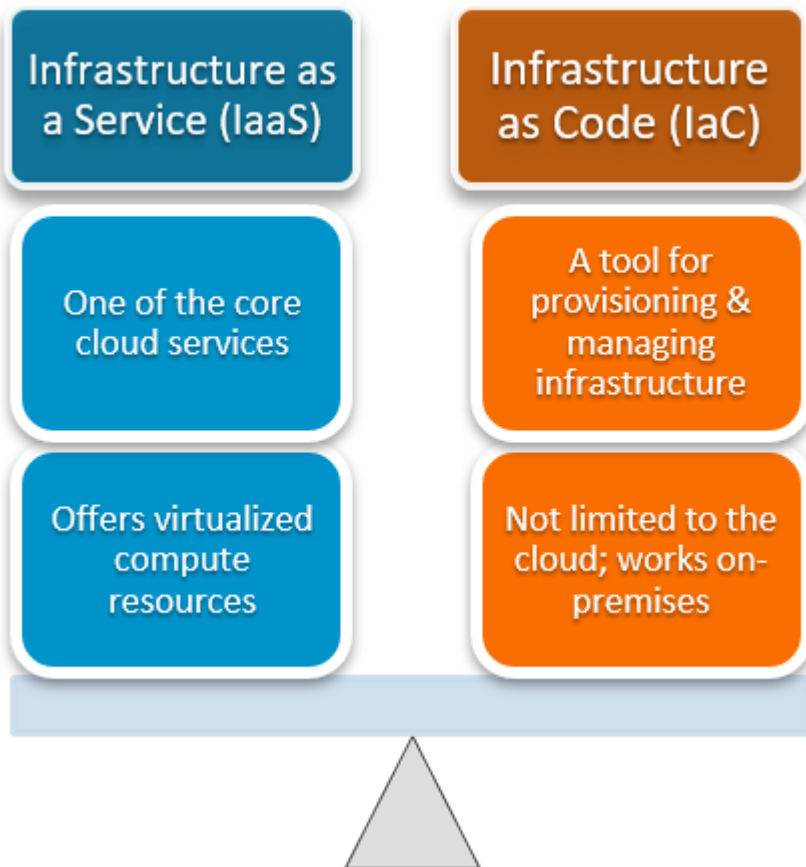 Infrastructure as
a Service (IaaS)
One of the core
cloud services
Offers virtualized
compute
resources
Infrastructure
as Code (IaC)
A tool for
provisioning &
managing
infrastructure
Not limited to the
cloud; works on-
premises